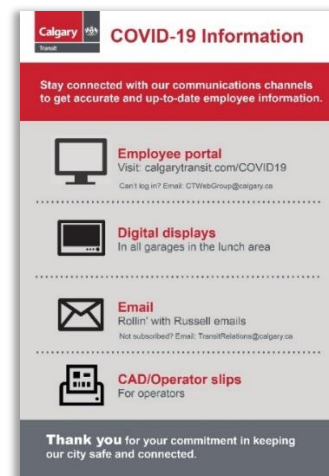 Calgary
Transit
COVID-19 Information
Stay connected with our communications channels
to get accurate and up-to-date employee information.
Employee portal
Visit: calgarytransit.com/COVID19
Can't log in? Email: CTWebGroup@calgary.ca
Digital displays
In all garages in the lunch area
Email
Rollin' with Russell emails
Not subscribed? Email: TransitRelations@calgary.ca
CAD/Operator slips
For operators
Thank you for your commitment in keeping
our city safe and connected.